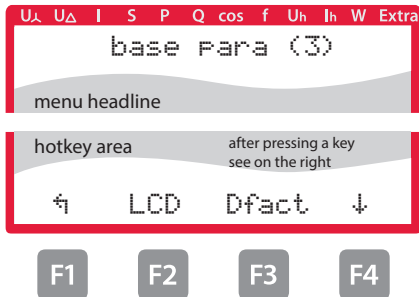 U⅄ U∆ I S P Q cos f Uh Ih W Extra
base para (3)
menu headline
hotkey area
after pressing a key
see on the right
↰ LCD Dfact ↓
F1 F2 F3 F4